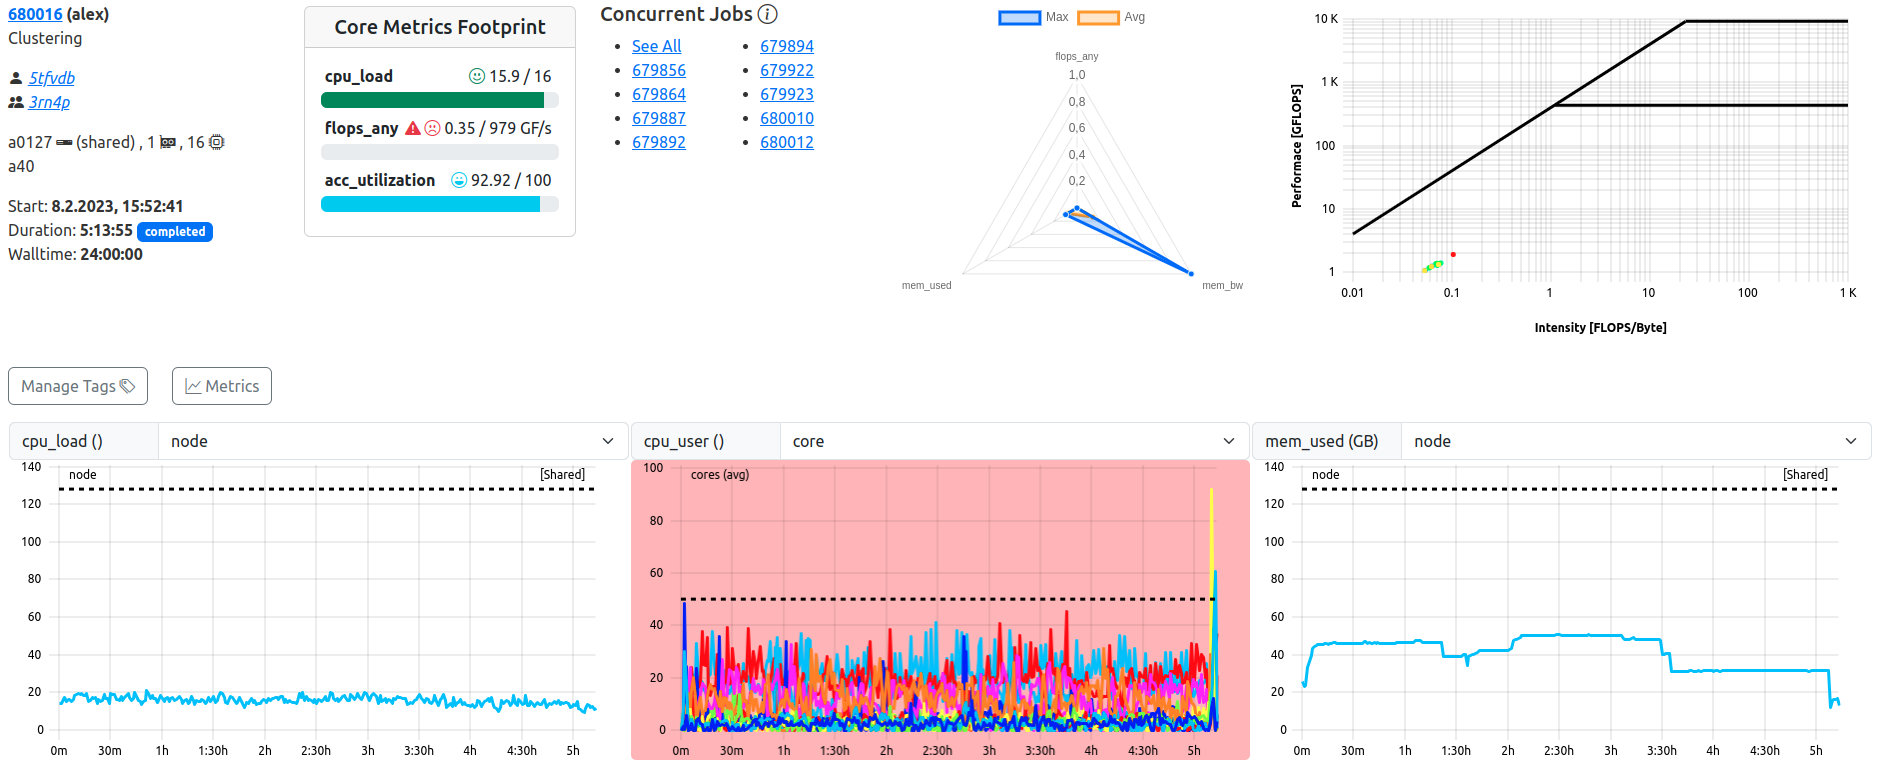 680016 (alex)
Clustering
5tfvdb
3rn4p
a0127 (shared) , 1 , 16
a40
Start: 8.2.2023, 15:52:41
Duration: 5:13:55 completed
Walltime: 24:00:00
Core Metrics Footprint
cpu_load 15.9 / 16
flops_any 0.35 / 979 GF/s
acc_utilization 92.92 / 100
Concurrent Jobs
See All
679856
679864
679887
679892
679894
679922
679923
680010
680012
Max Avg
flops_any
1,0
0,8
0,6
0,4
0,2
mem_used
mem_bw
Performace [GFLOPS]
10 K
1 K
100
10
1
0.01 0.1 1 10 100 1 K
Intensity [FLOPS/Byte]
Manage Tags
Metrics
cpu_load () node
140
node [Shared]
120
100
80
60
40
20
0
0m 30m 1h 1:30h 2h 2:30h 3h 3:30h 4h 4:30h 5h
cpu_user () core
100
cores (avg)
80
60
40
20
0
0m 30m 1h 1:30h 2h 2:30h 3h 3:30h 4h 4:30h 5h
mem_used (GB) node
140
node [Shared]
120
100
80
60
40
20
0
0m 30m 1h 1:30h 2h 2:30h 3h 3:30h 4h 4:30h 5h